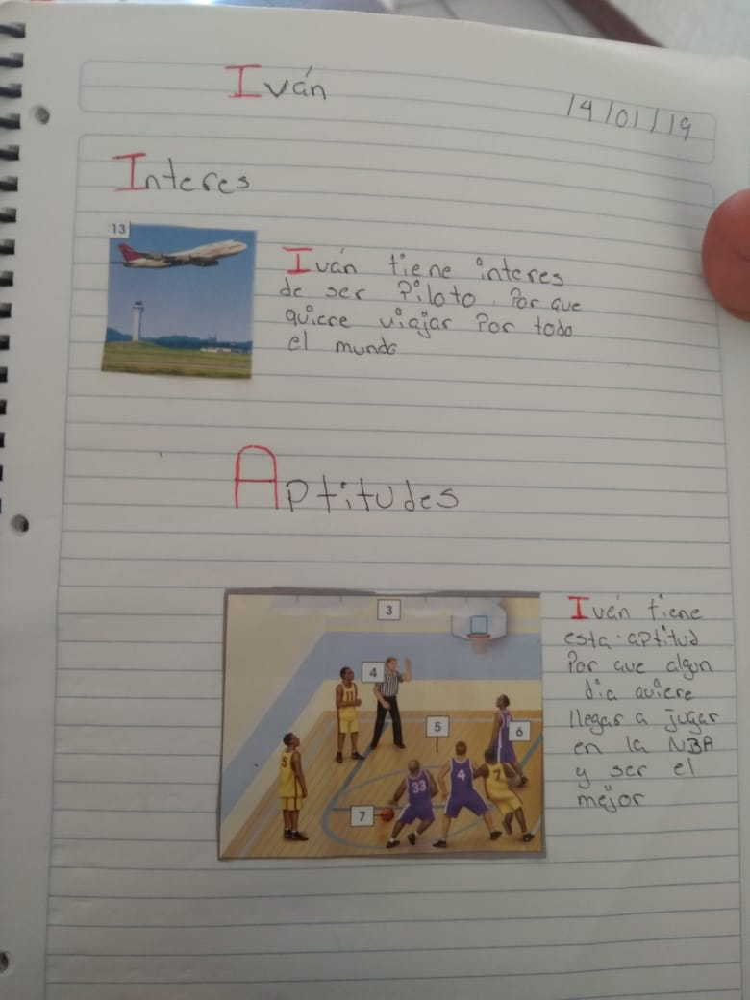 Iván
14/01/19
Interes
13
Iván tiene interes
de ser Piloto. Por que
quiere viajar Por todo
el mundo
Aptitudes
3
4
11
5
6
5
33
4
7
7
Iván tiene
esta aptitud
Por que algun
dia quiere
llegar a jugar
en la NBA
y ser el
mejor